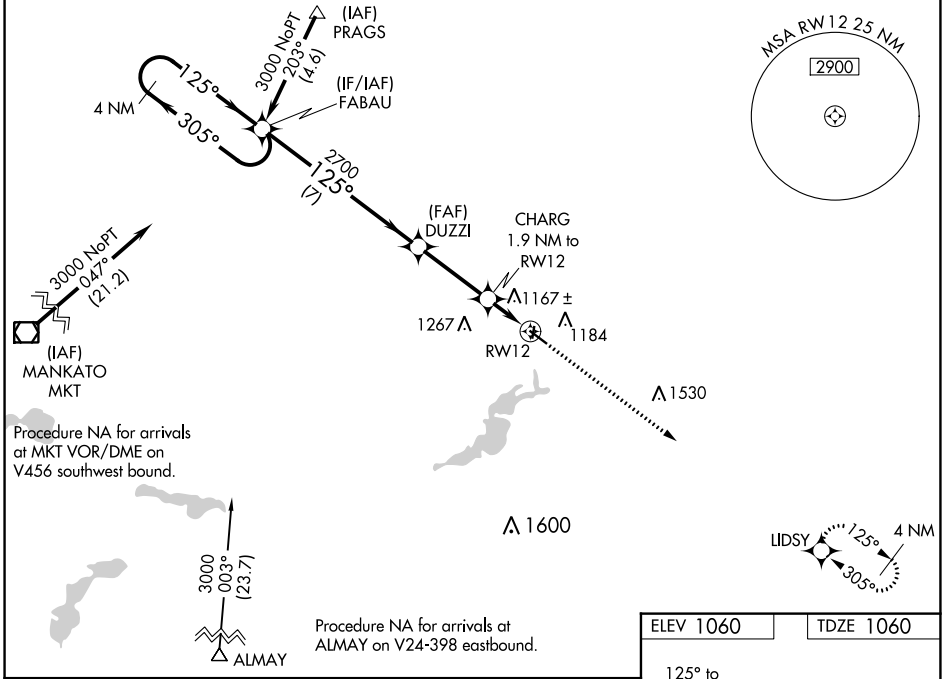 (IAF)
PRAGS
3000 NoPT
203°
(4.6)
(IF/IAF)
FABAU
125°
4 NM
305°
2700
125°
(7)
(FAF)
DUZZI
CHARG
1.9 NM to
RW12
1167 ±
1267
1184
RW12
1530
MSA RW12 25 NM
2900
3000 NoPT
047°
(21.2)
(IAF)
MANKATO
MKT
Procedure NA for arrivals
at MKT VOR/DME on
V456 southwest bound.
1600
LIDSY
125°
4 NM
305°
3000
003°
(23.7)
ALMAY
Procedure NA for arrivals at
ALMAY on V24-398 eastbound.
ELEV 1060
TDZE 1060
125° to